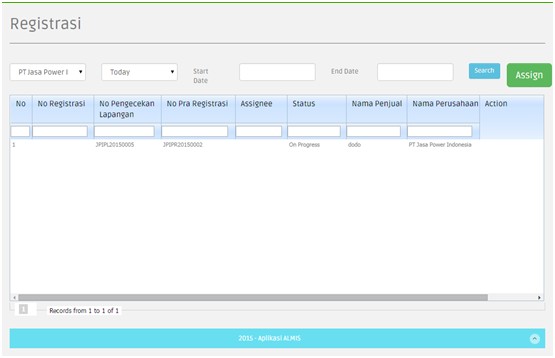 Registrasi
PT Jasa Power I
Today
Start Date
End Date
Search
Assign
No No Registrasi No Pengecekan Lapangan No Pra Registrasi Assignee Status Nama Penjual Nama Perusahaan Action
1 JPIPL20150005 JPIPR20150002 On Progress dodo PT Jasa Power Indonesia
1 Records from 1 to 1 of 1
2015 - Aplikasi ALMIS